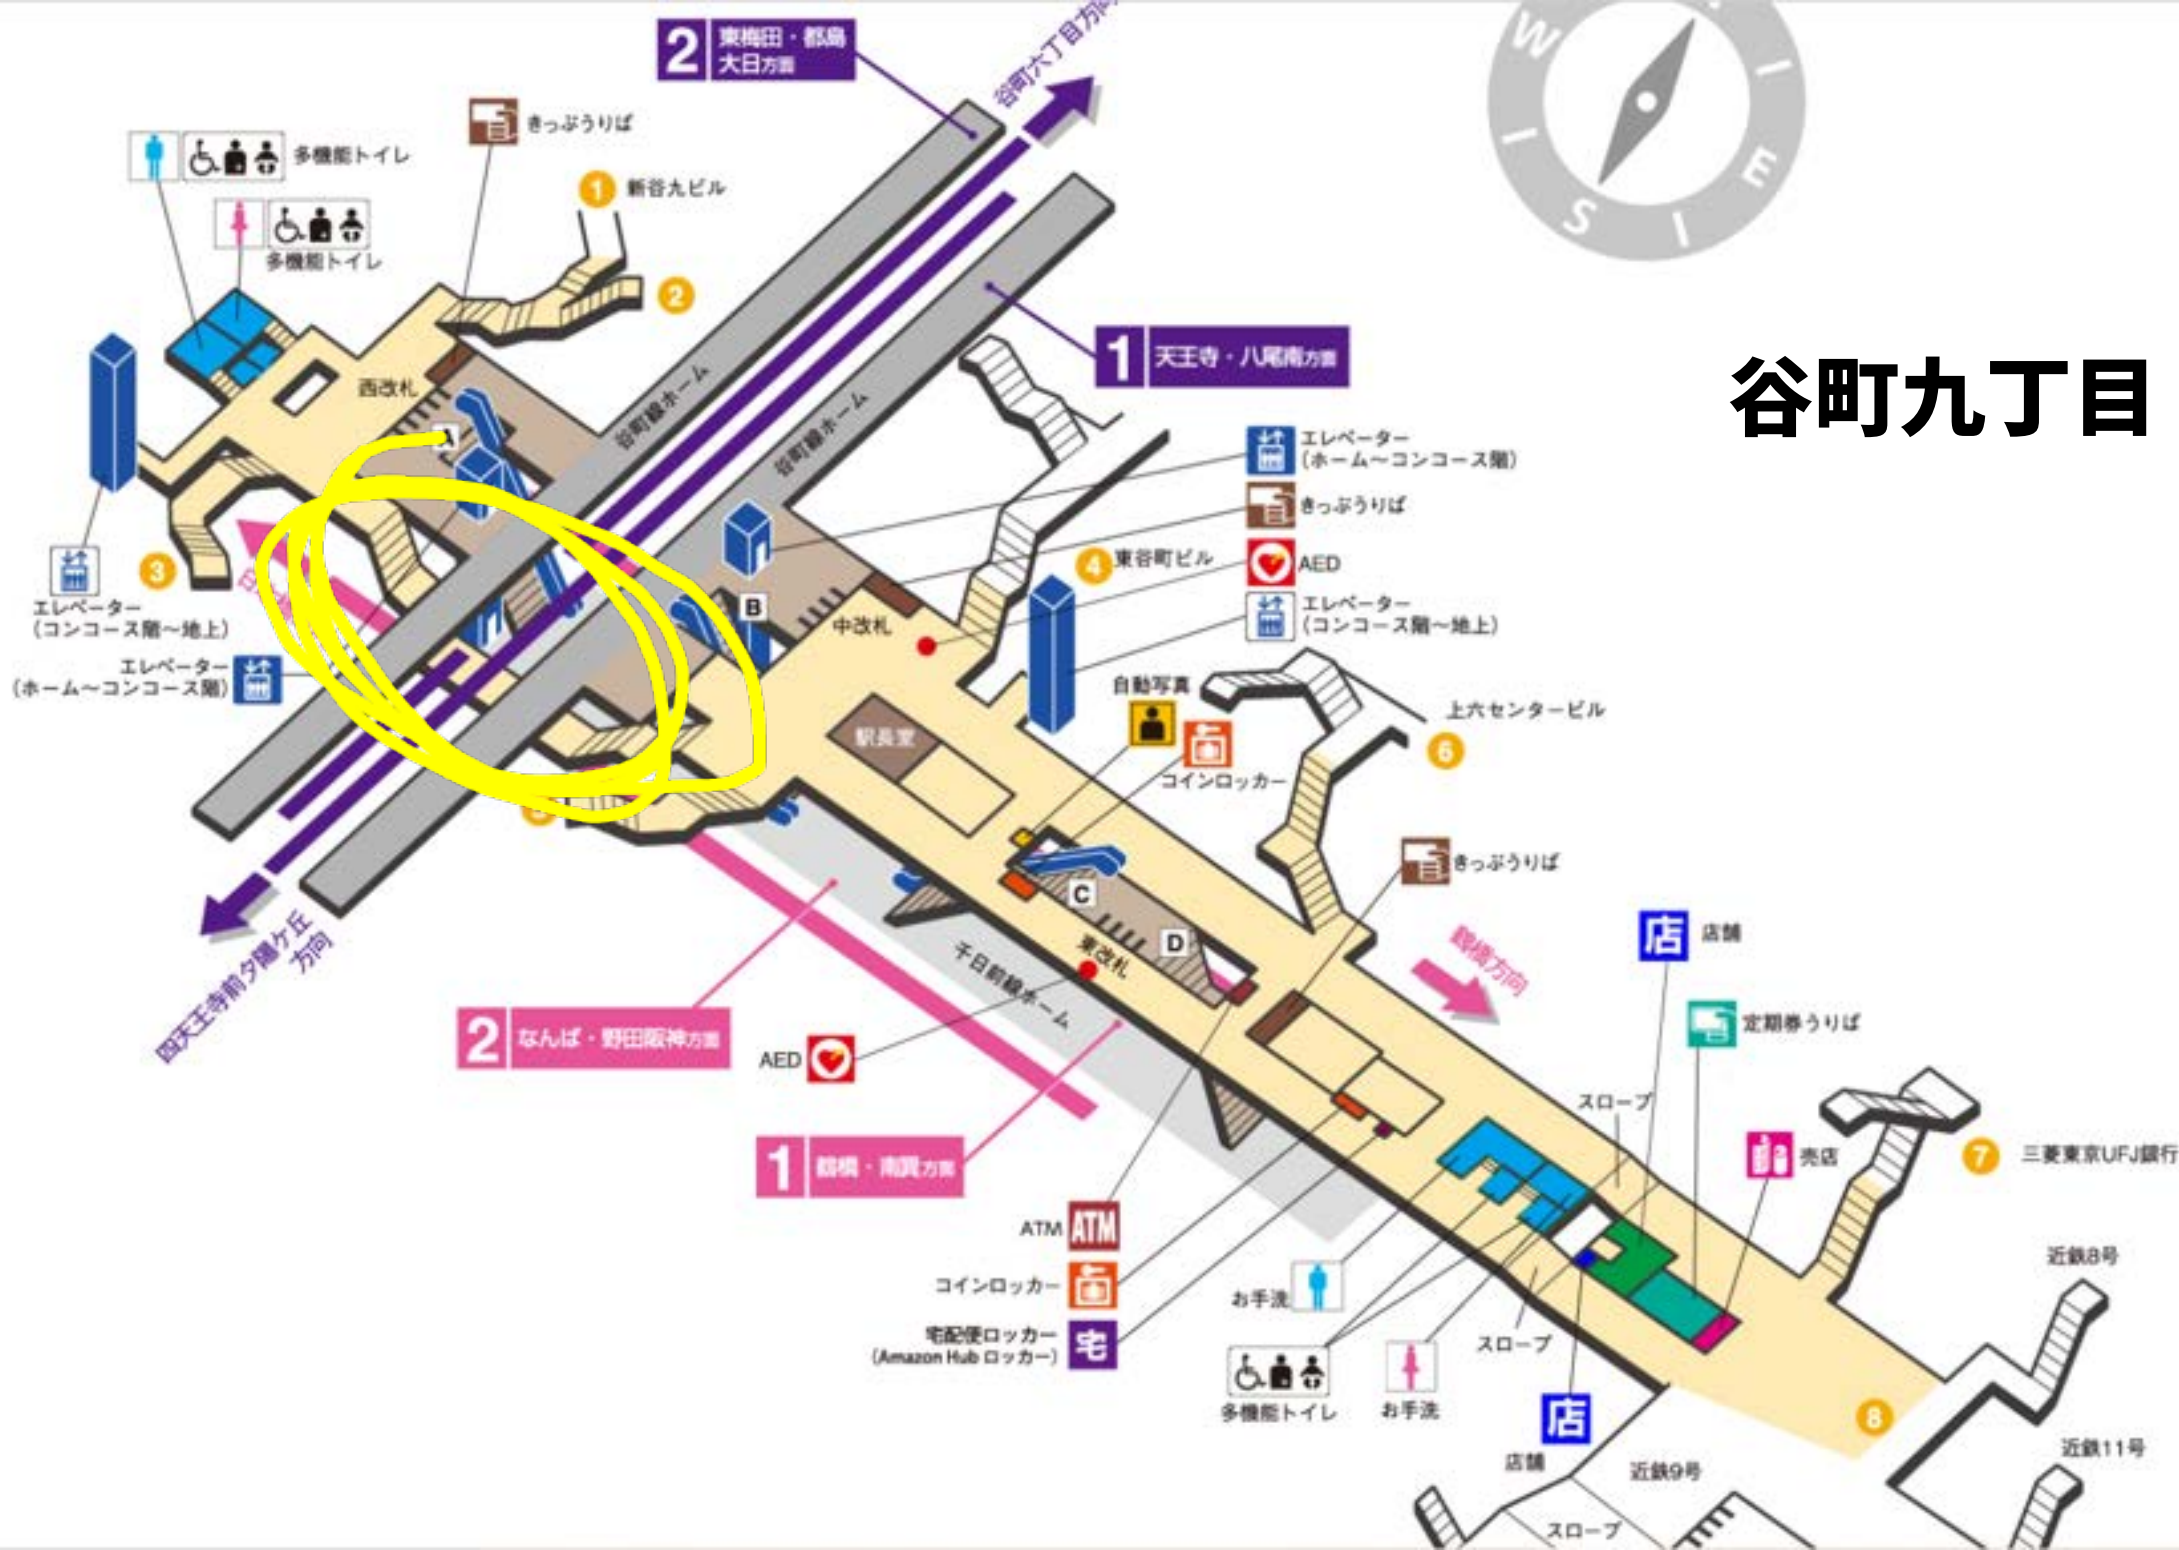 2 東梅田・都島
大日方面
谷町六丁目方向
W
I
I
E
I
S
きっぷうりば
多機能トイレ
1 新谷九ビル
多機能トイレ
2
1 天王寺・八尾南方面
谷町九丁目
西改札
谷町線ホーム
谷町線ホーム
A
エレベーター
(ホーム〜コンコース階)
きっぷうりば
4 東谷町ビル
AED
3
B
中改札
エレベーター
(コンコース階〜地上)
エレベーター
(コンコース階〜地上)
エレベーター
(ホーム〜コンコース階)
自動写真
上六センタービル
6
駅長室
コインロッカー
きっぷうりば
C
D
東改札
千日前線ホーム
四天王寺前夕陽ケ丘
方向
鶴橋方向
店 店舗
2 なんば・野田阪神方面
AED
定期券うりば
1 鶴橋・南巽方面
スロープ
売店
7 三菱東京UFJ銀行
ATM ATM
コインロッカー
宅配便ロッカー
(Amazon Hub ロッカー)
宅
お手洗
多機能トイレ
お手洗
スロープ
店
店舗
近鉄8号
8
近鉄11号
近鉄9号
スロープ